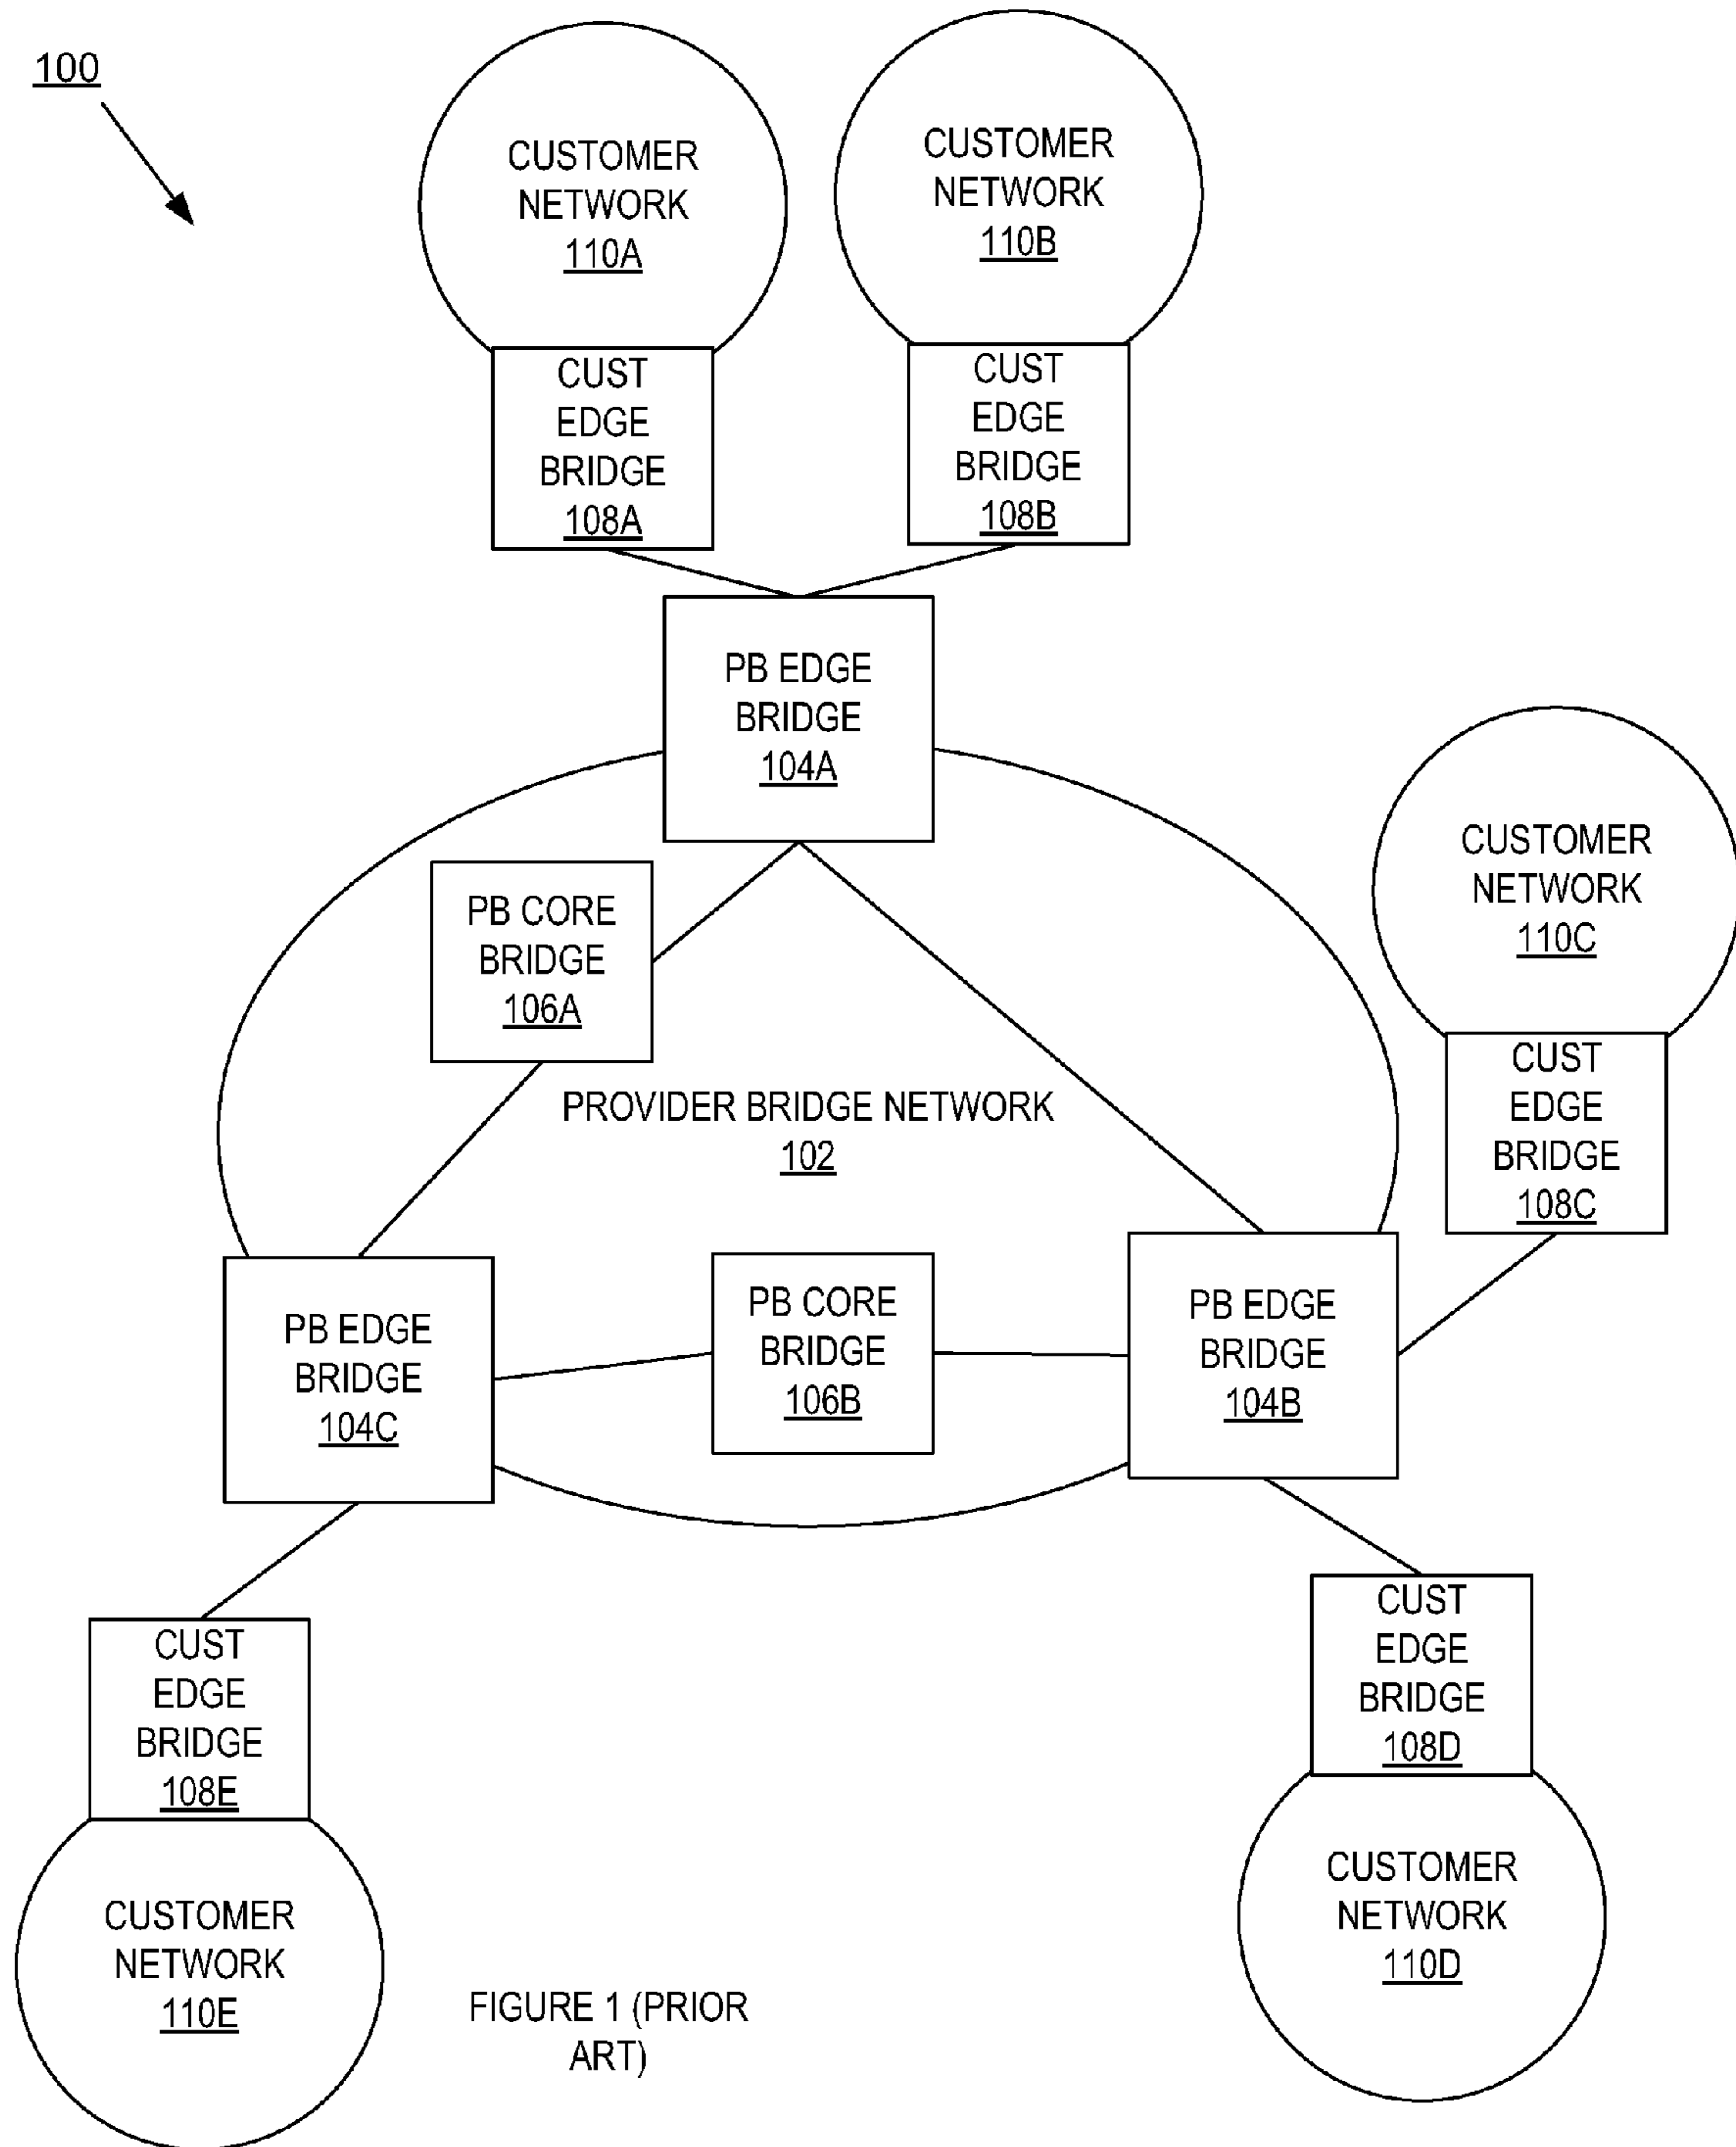 100
CUSTOMER
NETWORK
110A
CUSTOMER
NETWORK
110B
CUST
EDGE
BRIDGE
108A
CUST
EDGE
BRIDGE
108B
PB EDGE
BRIDGE
104A
CUSTOMER
NETWORK
110C
PB CORE
BRIDGE
106A
CUST
EDGE
BRIDGE
108C
PROVIDER BRIDGE NETWORK
102
PB EDGE
BRIDGE
104C
PB CORE
BRIDGE
106B
PB EDGE
BRIDGE
104B
CUST
EDGE
BRIDGE
108E
CUST
EDGE
BRIDGE
108D
CUSTOMER
NETWORK
110E
CUSTOMER
NETWORK
110D
FIGURE 1 (PRIOR
ART)